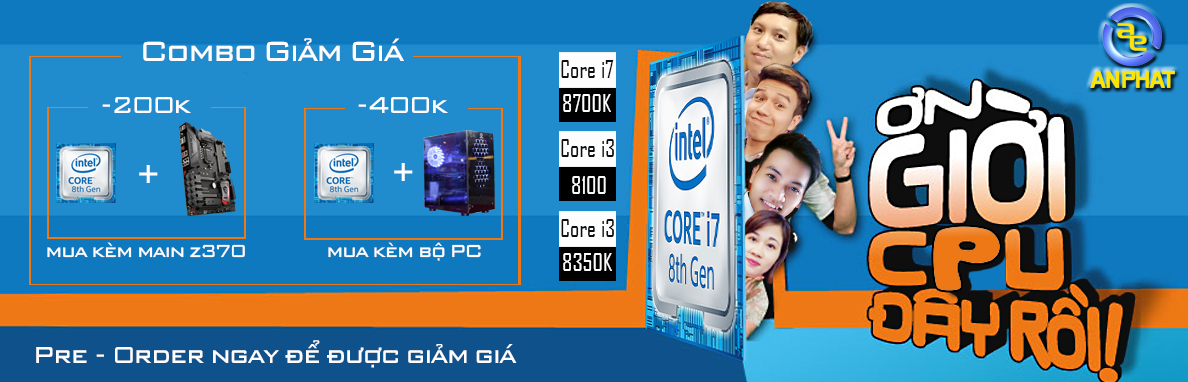 COMBO GIẢM GIÁ
-200K
intel
CORE
8th Gen
+
MUA KÈM MAIN Z370
-400K
intel
CORE
8th Gen
+
MUA KÈM BỘ PC
Core i7
8700K
Core i3
8100
Core i3
8350K
intel
CORE i7
8th Gen
ae
ANPHAT
ƠN
GIỜI
CPU
ĐÂY RỒI!
PRE - ORDER NGAY ĐỂ ĐƯỢC GIẢM GIÁ